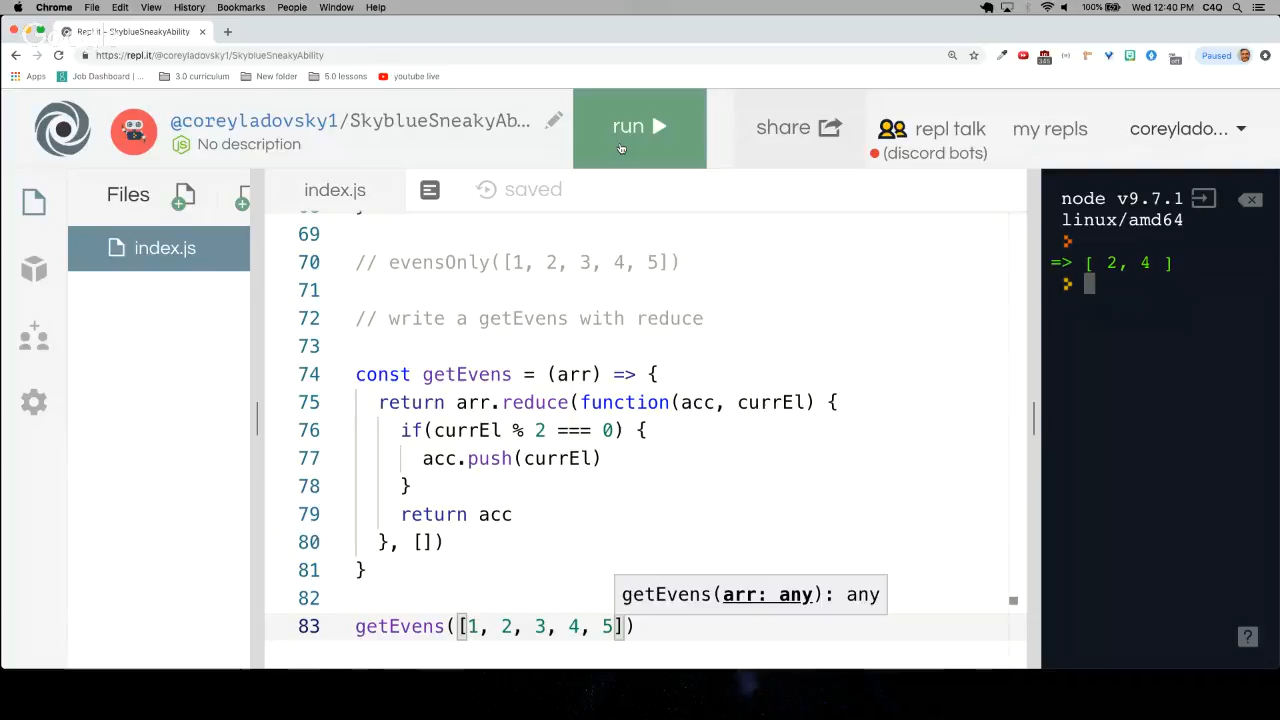 Chrome File Edit View History Bookmarks People Window Help 100% Wed 12:40 PM C4Q
Repl.it - SkyblueSneakyAbility
https://repl.it/@coreyladovsky1/SkyblueSneakyAbility
Paused
Apps Job Dashboard | ... 3.0 curriculum New folder 5.0 lessons youtube live
@coreyladovsky1/SkyblueSneakyAb...
No description
run
share
repl talk
(discord bots)
my repls
coreylado...
Files
index.js
index.js
saved
69
70 // evensOnly([1, 2, 3, 4, 5])
71
72 // write a getEvens with reduce
73
74 const getEvens = (arr) => {
75 return arr.reduce(function(acc, currEl) {
76 if(currEl % 2 === 0) {
77 acc.push(currEl)
78 }
79 return acc
80 }, [])
81 }
82
getEvens(arr: any): any
83 getEvens([1, 2, 3, 4, 5])
node v9.7.1
linux/amd64
=> [ 2, 4 ]
?